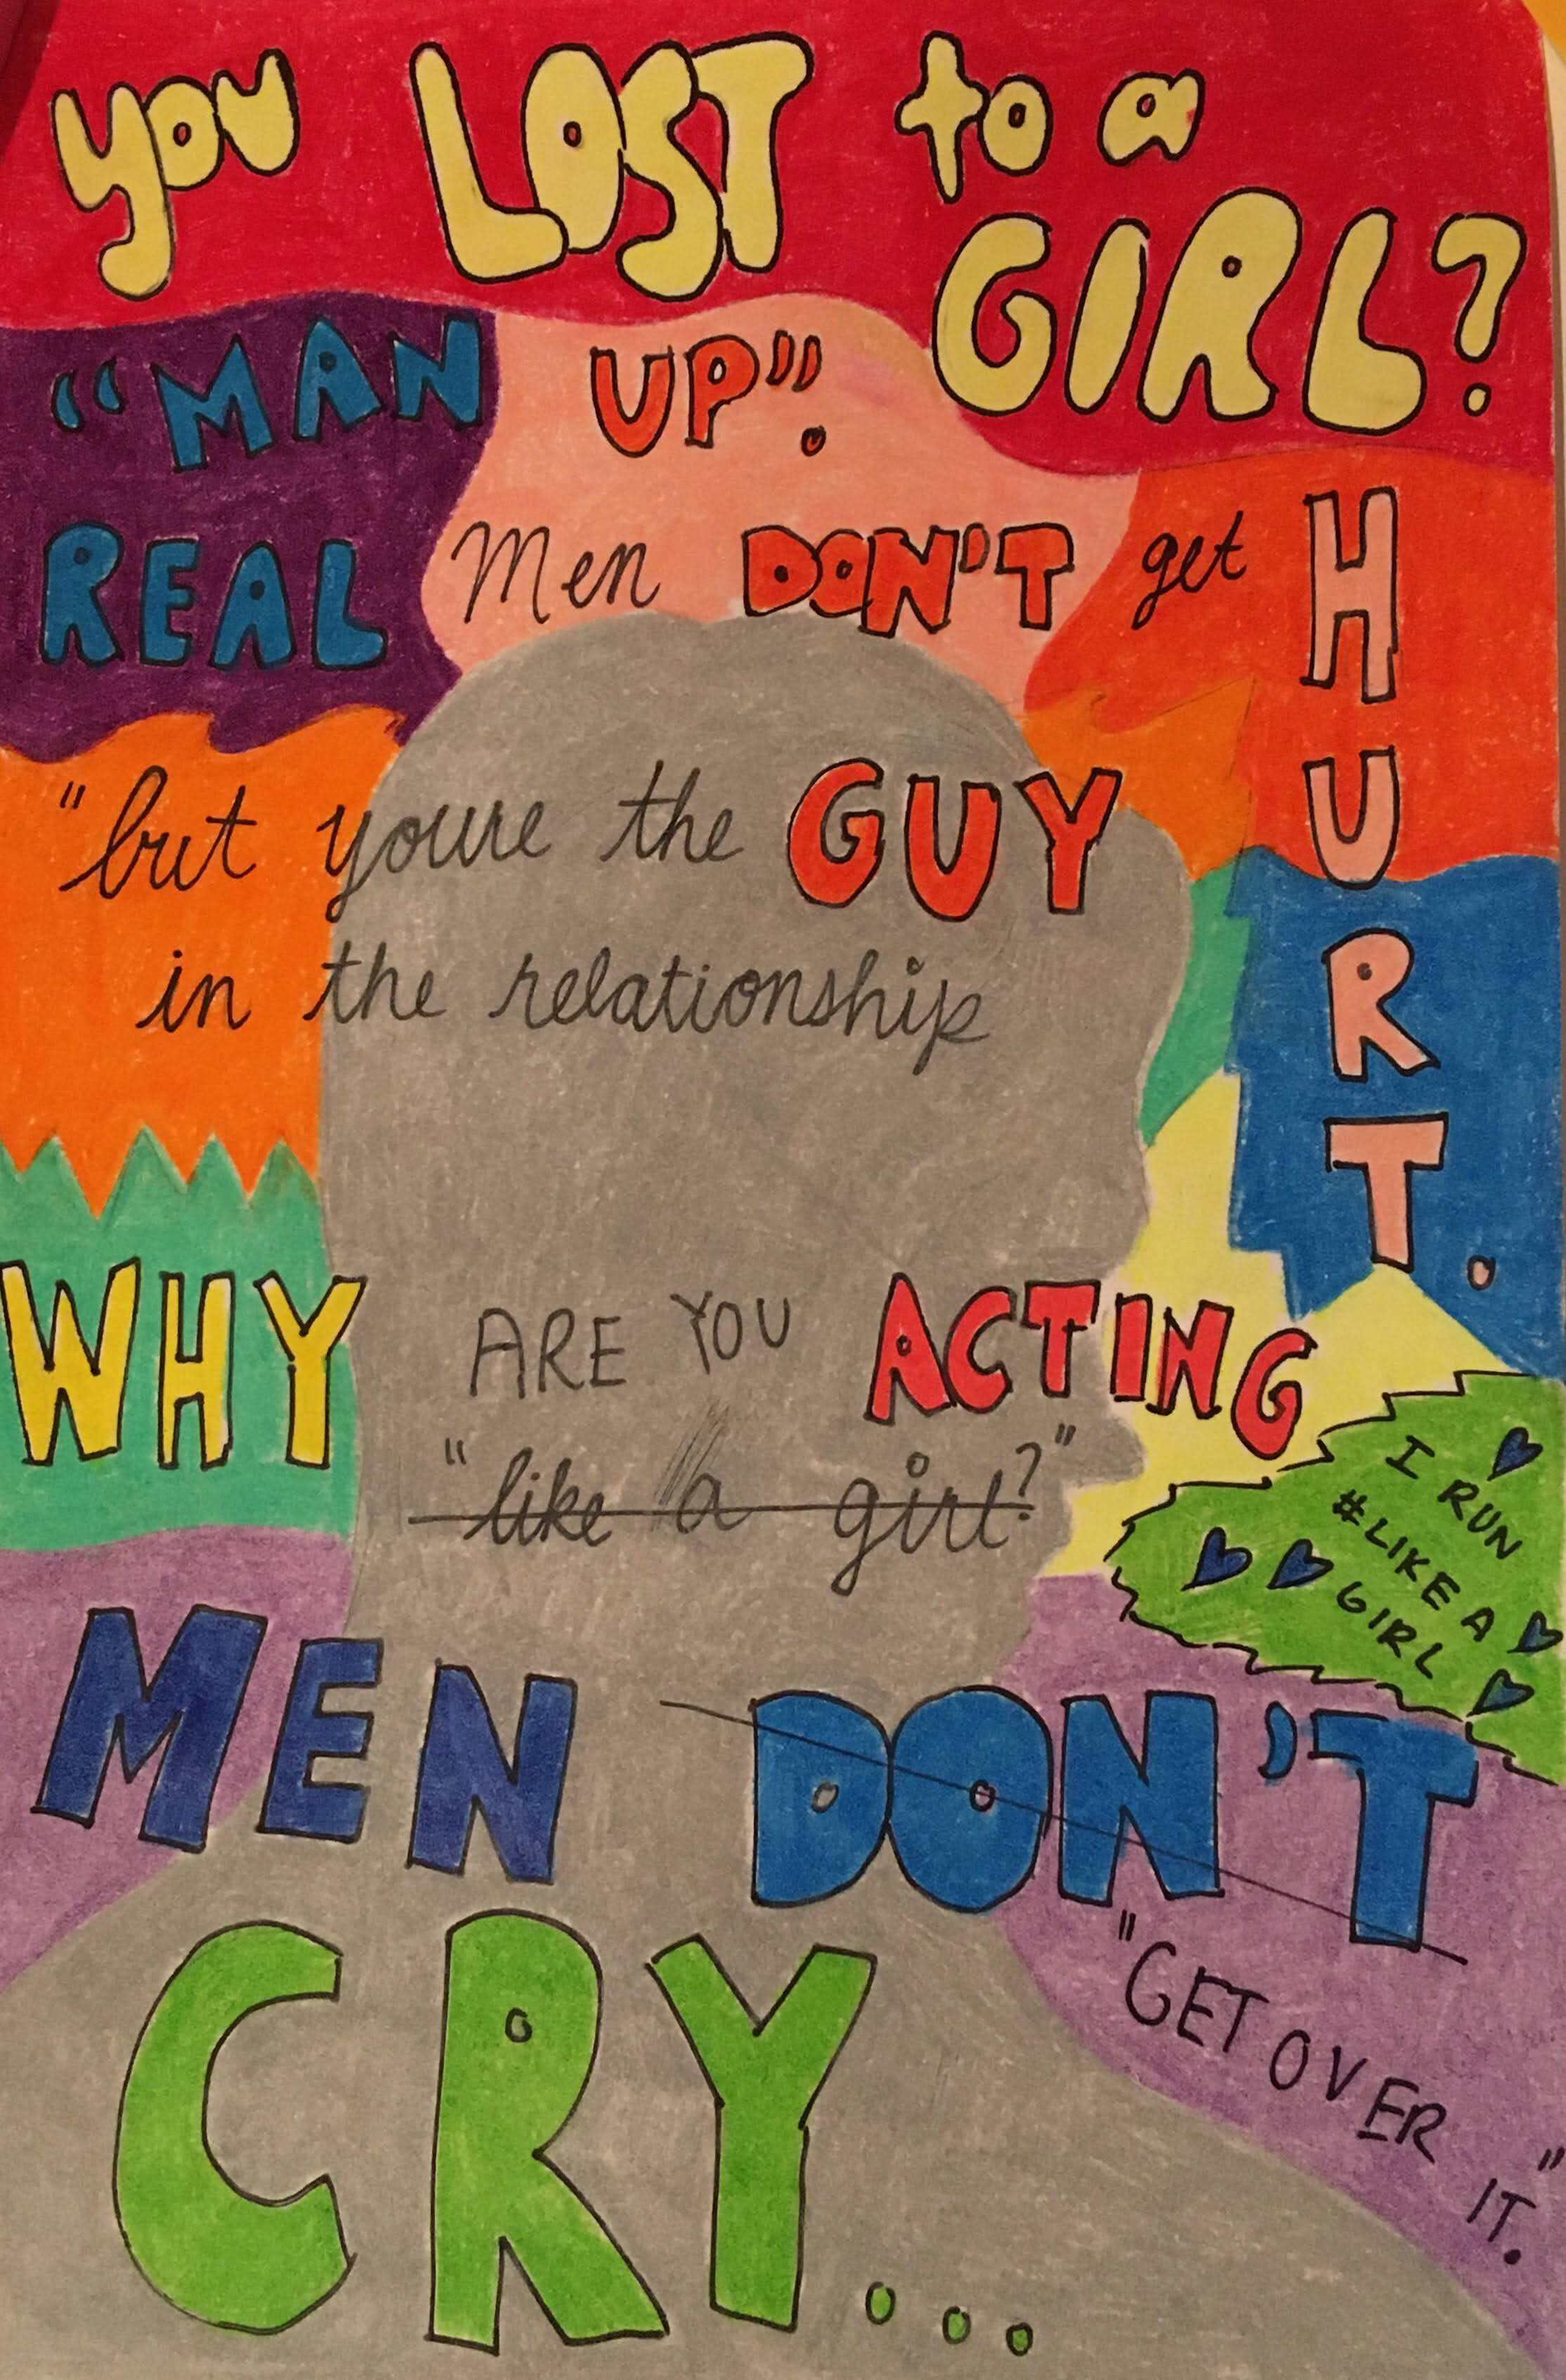 you LOST to a
GIRL?
"MAN UP".
REAL Men DON'T get
HURT.
"but youre the GUY
in the relationship
WHY ARE YOU ACTING
"like a girl?"
I RUN
#LIKE A
GIRL
MEN DON'T
CRY...
"GET OVER IT."